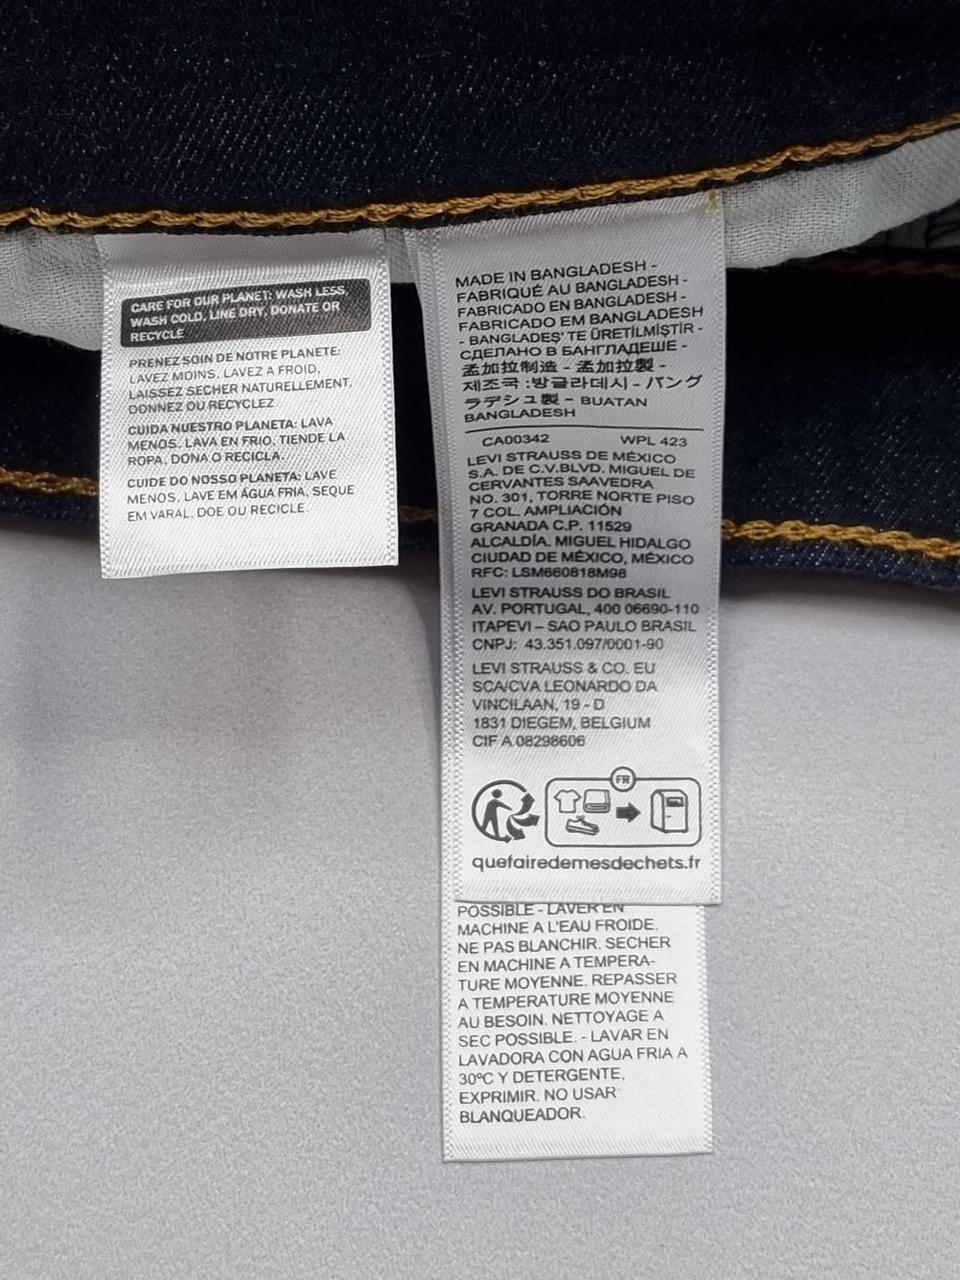 CARE FOR OUR PLANET: WASH LESS,
WASH COLD, LINE DRY, DONATE OR
RECYCLE
PRENEZ SOIN DE NOTRE PLANETE:
LAVEZ MOINS, LAVEZ A FROID,
LAISSEZ SECHER NATURELLEMENT,
DONNEZ OU RECYCLEZ
CUIDA NUESTRO PLANETA: LAVA
MENOS, LAVA EN FRIO, TIENDE LA
ROPA, DONA O RECICLA.
CUIDE DO NOSSO PLANETA: LAVE
MENOS, LAVE EM ÁGUA FRIA, SEQUE
EM VARAL, DOE OU RECICLE.
MADE IN BANGLADESH -
FABRIQUÉ AU BANGLADESH -
FABRICADO EN BANGLADESH -
FABRICADO EM BANGLADESH
- BANGLADEŞ' TE ÜRETİLMİŞTİR -
СДЕЛАНО В БАНГЛАДЕШЕ -
孟加拉制造 - 孟加拉製 -
제조국 :방글라데시 - バング
ラデシュ製 - BUATAN
BANGLADESH
CA00342 WPL 423
LEVI STRAUSS DE MÉXICO
S.A. DE C.V.BLVD. MIGUEL DE
CERVANTES SAAVEDRA
NO. 301, TORRE NORTE PISO
7 COL. AMPLIACIÓN
GRANADA C.P. 11529
ALCALDÍA. MIGUEL HIDALGO
CIUDAD DE MÉXICO, MÉXICO
RFC: LSM660818M98
LEVI STRAUSS DO BRASIL
AV. PORTUGAL, 400 06690-110
ITAPEVI – SAO PAULO BRASIL
CNPJ: 43.351.097/0001-90
LEVI STRAUSS & CO. EU
SCA/CVA LEONARDO DA
VINCILAAN, 19 - D
1831 DIEGEM, BELGIUM
CIF A 08298606
FR
quefairedemesdechets.fr
POSSIBLE - LAVER EN
MACHINE A L'EAU FROIDE.
NE PAS BLANCHIR. SECHER
EN MACHINE A TEMPERA-
TURE MOYENNE. REPASSER
A TEMPERATURE MOYENNE
AU BESOIN. NETTOYAGE A
SEC POSSIBLE. - LAVAR EN
LAVADORA CON AGUA FRIA A
30ºC Y DETERGENTE,
EXPRIMIR. NO USAR
BLANQUEADOR.